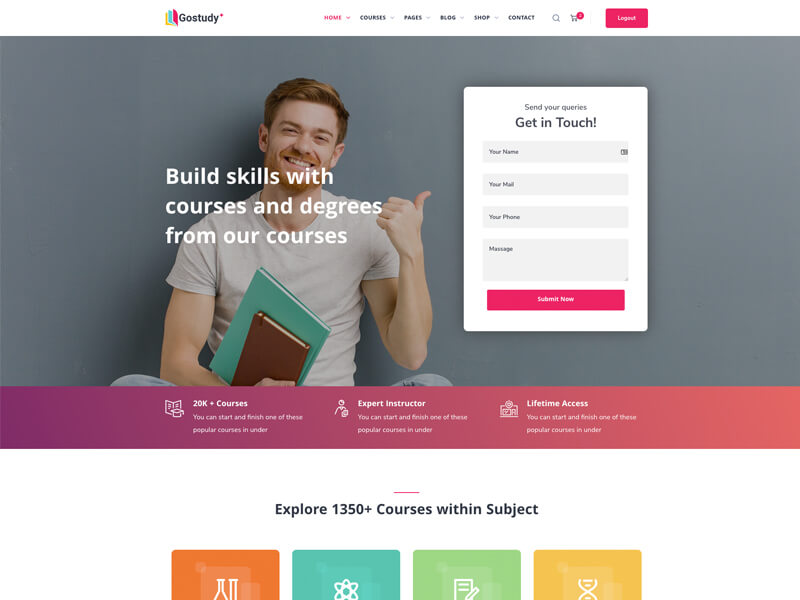 Gostudy
HOME
COURSES
PAGES
BLOG
SHOP
CONTACT
0
Logout
Build skills with
courses and degrees
from our courses
Send your queries
Get in Touch!
Your Name
Your Mail
Your Phone
Massage
Submit Now
20K + Courses
You can start and finish one of these
popular courses in under
Expert Instructor
You can start and finish one of these
popular courses in under
Lifetime Access
You can start and finish one of these
popular courses in under
Explore 1350+ Courses within Subject